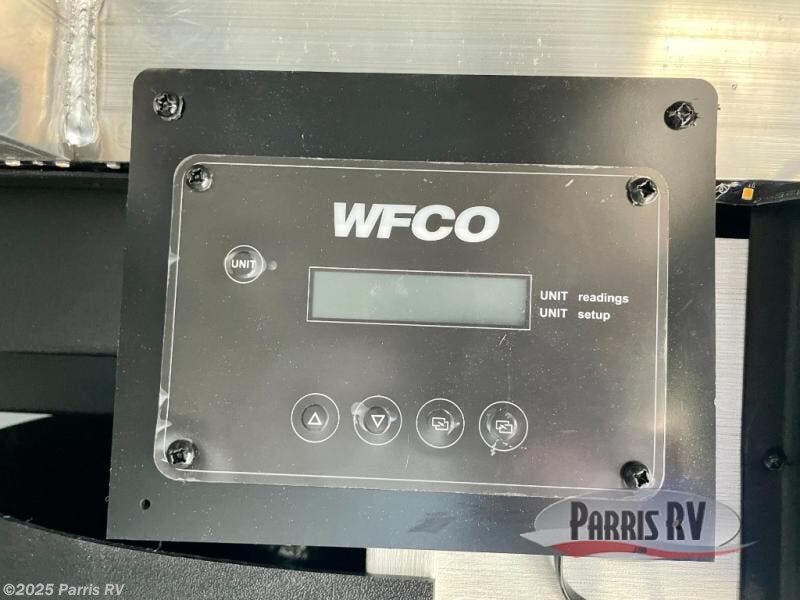 WFCO
UNIT
UNIT readings
UNIT setup
PARRIS RV
©2025 Parris RV